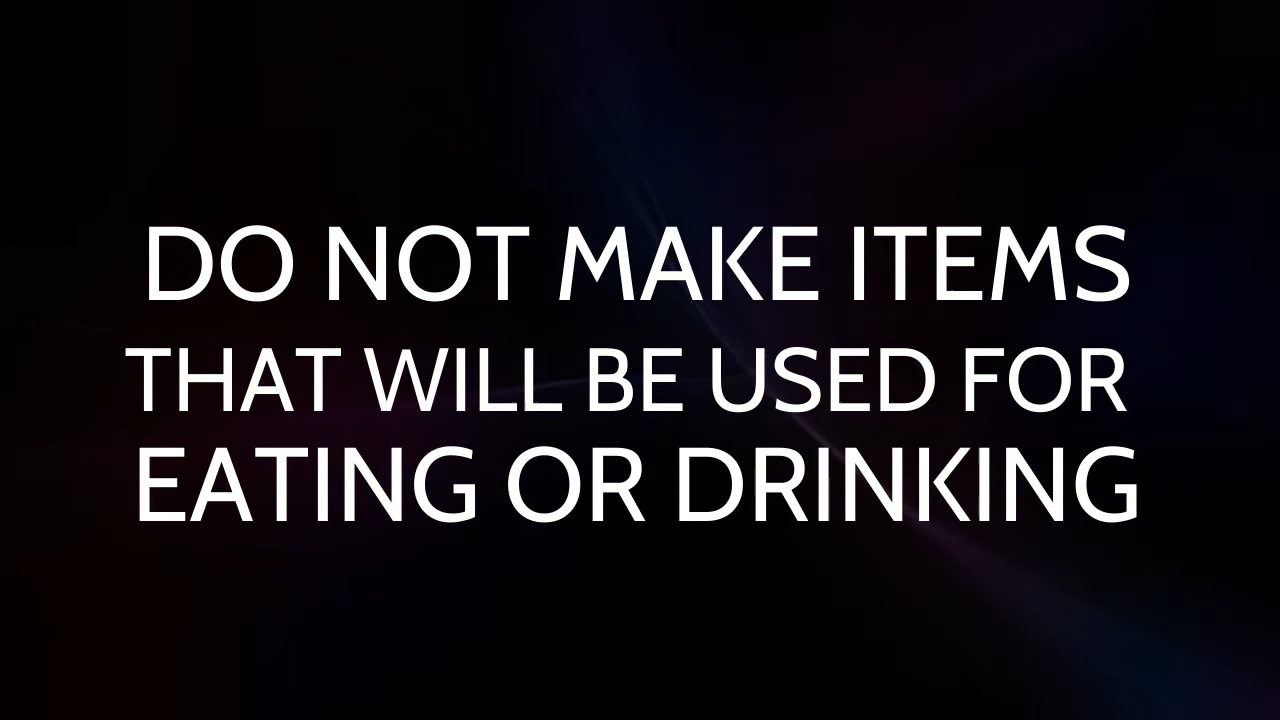 DO NOT MAKE ITEMS
THAT WILL BE USED FOR
EATING OR DRINKING